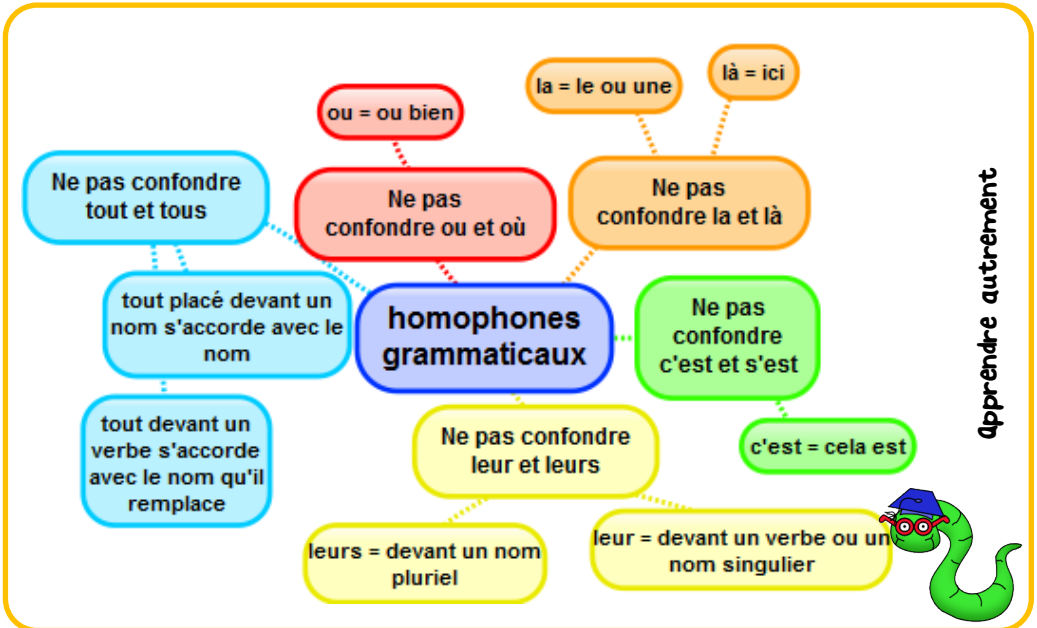 la = le ou une
là = ici
ou = ou bien
Ne pas confondre
tout et tous
Ne pas
confondre ou et où
Ne pas
confondre la et là
tout placé devant un
nom s'accorde avec le
nom
homophones
grammaticaux
Ne pas
confondre
c'est et s'est
tout devant un
verbe s'accorde
avec le nom qu'il
remplace
Ne pas confondre
leur et leurs
c'est = cela est
leurs = devant un nom
pluriel
leur = devant un verbe ou un
nom singulier
apprendre autrement